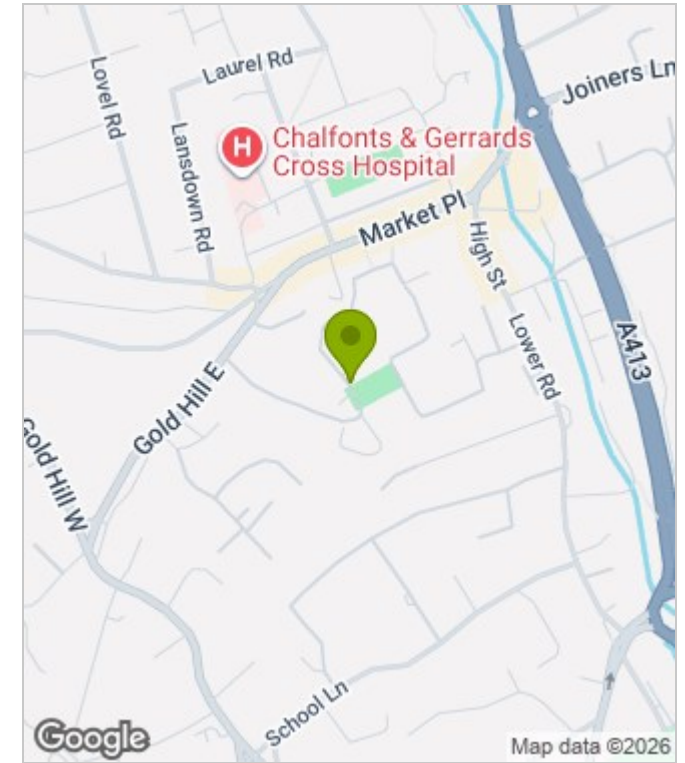 Lovel Rd
Laurel Rd
Joiners Ln
Lansdown Rd
H
Chalfonts & Gerrards
Cross Hospital
Market Pl
High St
Lower Rd
A413
Gold Hill E
Gold Hill W
School Ln
Google
Map data ©2026